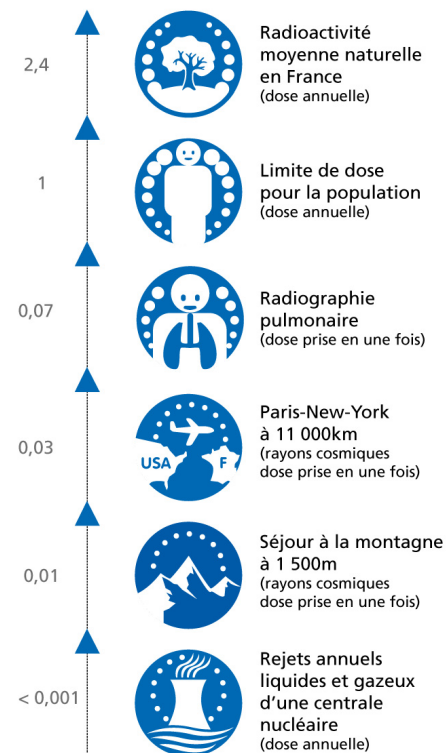 2,4
Radioactivité
moyenne naturelle
en France
(dose annuelle)
1
Limite de dose
pour la population
(dose annuelle)
0,07
Radiographie
pulmonaire
(dose prise en une fois)
0,03
USA
F
Paris-New-York
à 11 000km
(rayons cosmiques
dose prise en une fois)
0,01
Séjour à la montagne
à 1 500m
(rayons cosmiques
dose prise en une fois)
< 0,001
Rejets annuels
liquides et gazeux
d'une centrale
nucléaire
(dose annuelle)